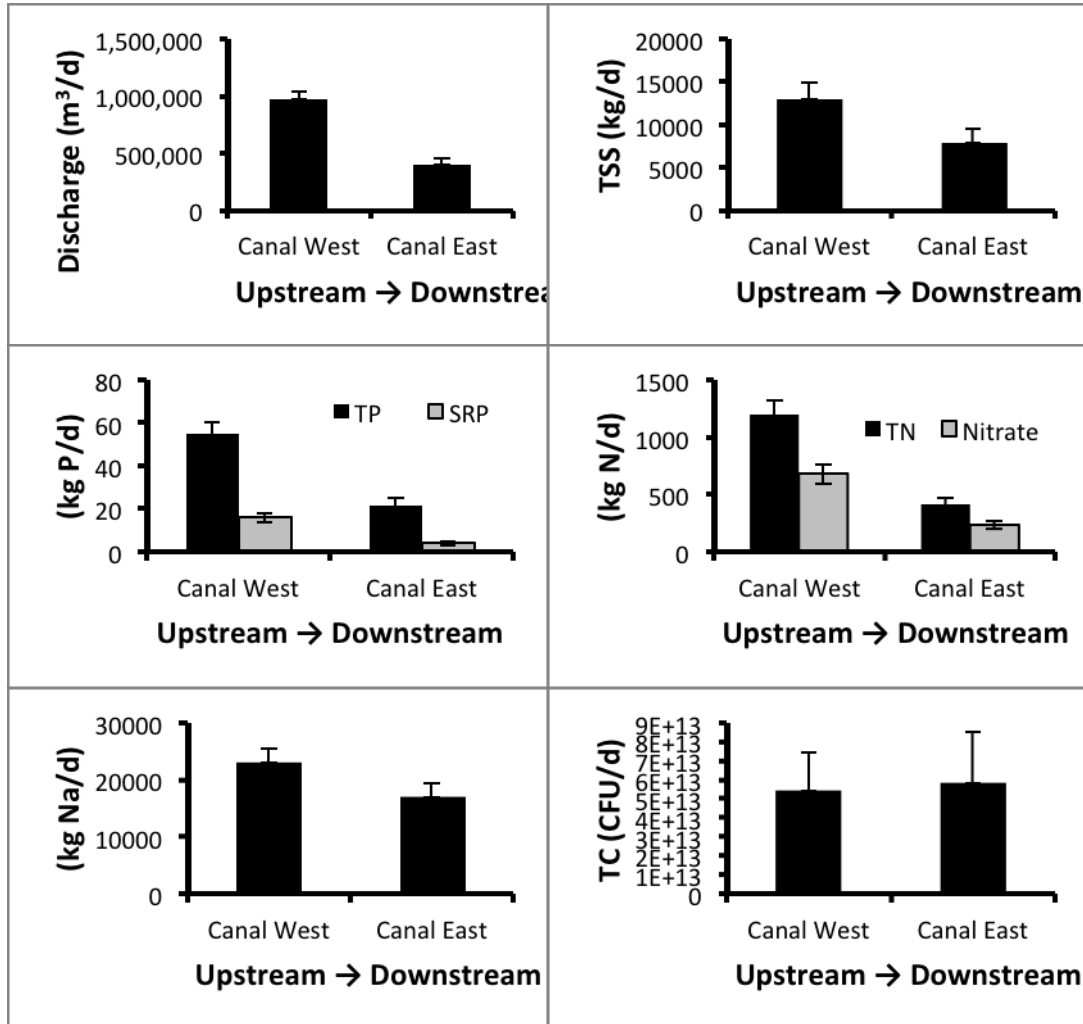 Discharge (m³/d)
1,500,000
1,000,000
500,000
0
Canal West Canal East
Upstream → Downstrea
TSS (kg/d)
20000
15000
10000
5000
0
Canal West Canal East
Upstream → Downstream
(kg P/d)
80
60
40
20
0
TP SRP
Canal West Canal East
Upstream → Downstream
(kg N/d)
1500
1000
500
0
TN Nitrate
Canal West Canal East
Upstream → Downstream
(kg Na/d)
30000
20000
10000
0
Canal West Canal East
Upstream → Downstream
TC (CFU/d)
9E+13
8E+13
7E+13
6E+13
5E+13
4E+13
3E+13
2E+13
1E+13
0
Canal West Canal East
Upstream → Downstream